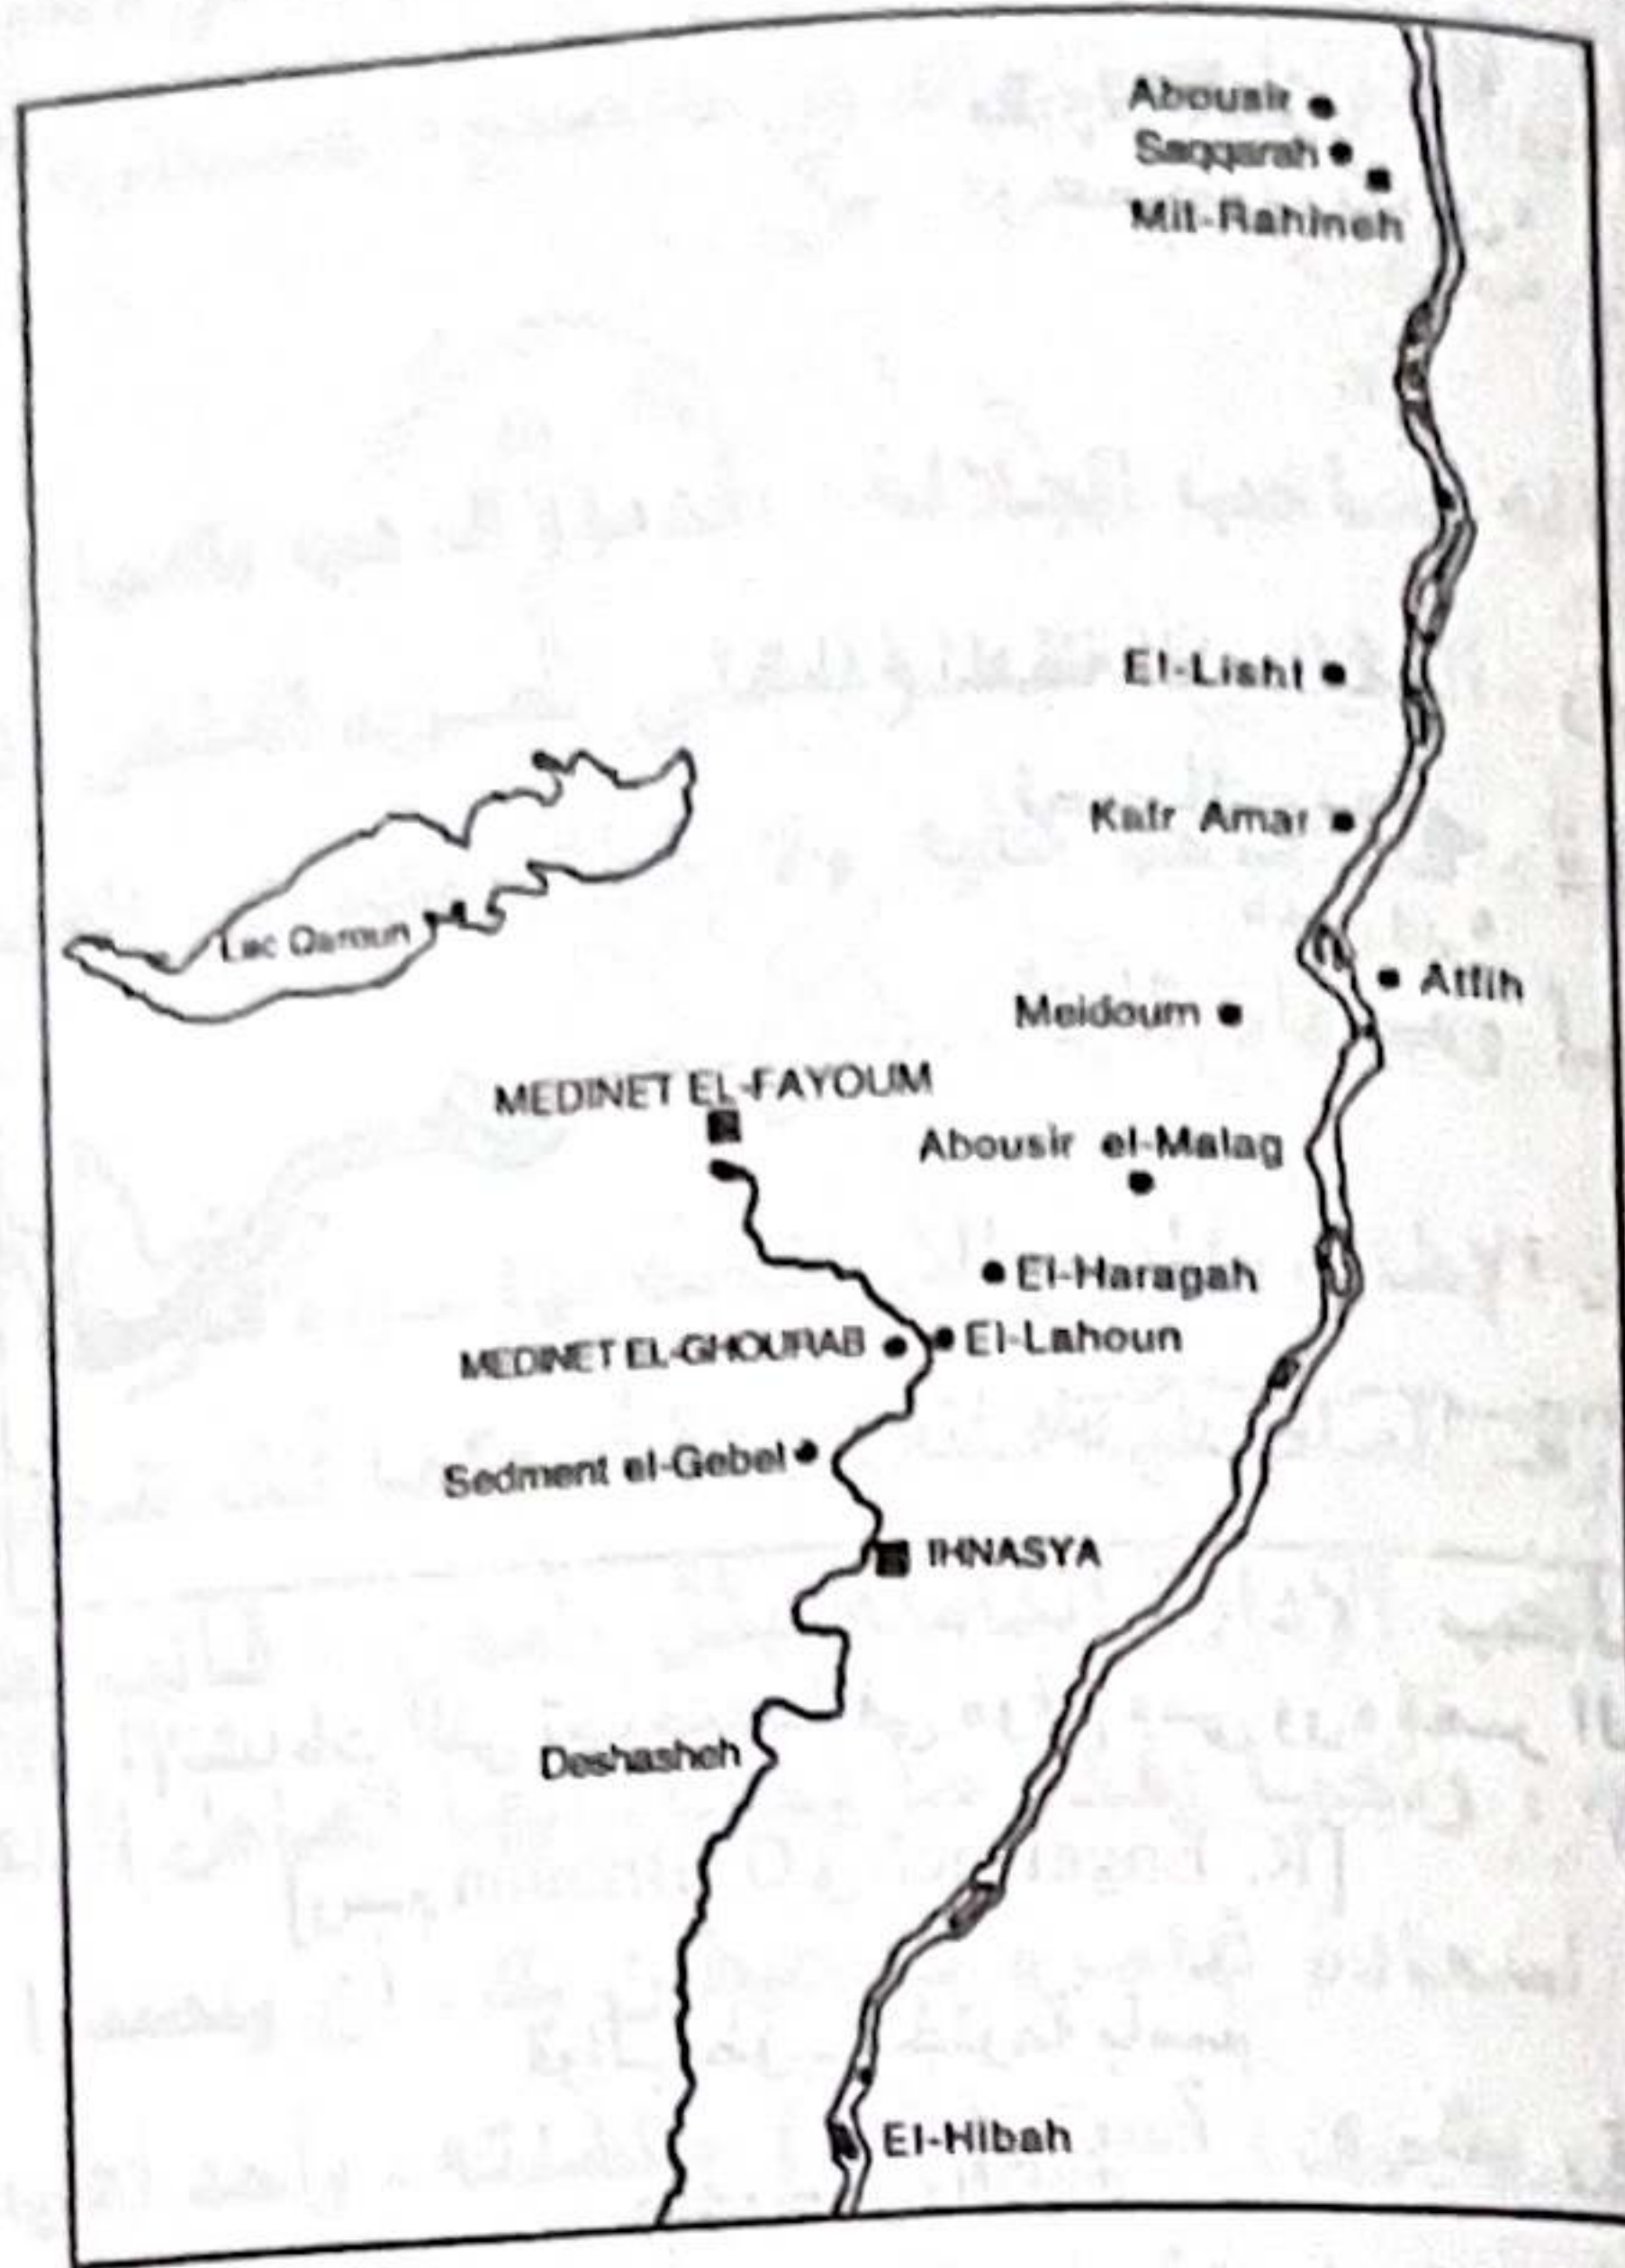 Abousir
Saqqarah
Mit-Rahineh
El-Lisht
Kafr Amar
Lac Qaroun
Atfih
Meidoum
MEDINET EL-FAYOUM
Abousir el-Malag
El-Haragah
El-Lahoun
MEDINET EL-GHOURAB
Sedment el-Gebel
IHNASYA
Deshasheh
El-Hibah